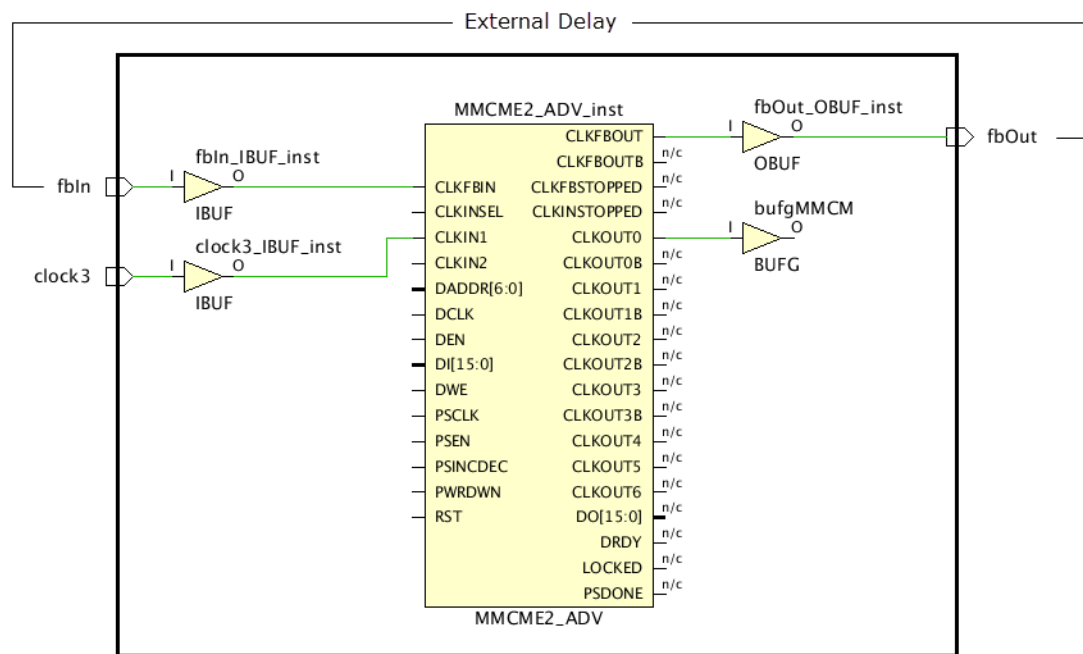 External Delay
MMCME2_ADV_inst
fbOut_OBUF_inst
CLKFBOUT
I
O
fbOut
OBUF
CLKFBOUTB
n/c
fbIn_IBUF_inst
fbIn
I
O
IBUF
CLKFBIN
CLKFBSTOPPED
n/c
CLKINSEL
CLKINSTOPPED
n/c
bufgMMCM
CLKIN1
CLKOUT0
I
O
BUFG
clock3_IBUF_inst
clock3
I
O
IBUF
CLKIN2
CLKOUT0B
n/c
DADDR[6:0]
CLKOUT1
n/c
DCLK
CLKOUT1B
n/c
DEN
CLKOUT2
n/c
DI[15:0]
CLKOUT2B
n/c
DWE
CLKOUT3
n/c
PSCLK
CLKOUT3B
n/c
PSEN
CLKOUT4
n/c
PSINCDEC
CLKOUT5
n/c
PWRDWN
CLKOUT6
n/c
RST
DO[15:0]
n/c
DRDY
n/c
LOCKED
n/c
PSDONE
n/c
MMCME2_ADV